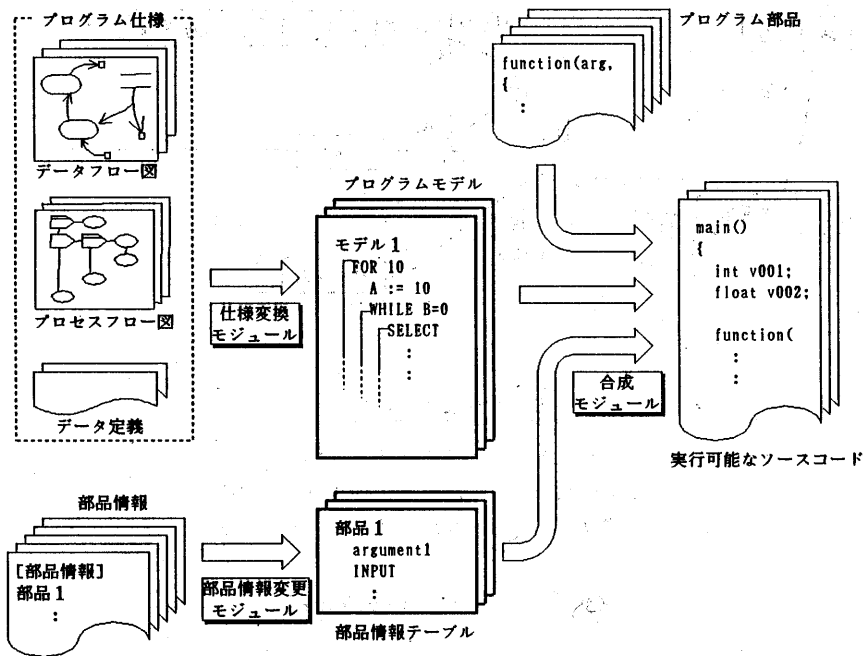 プログラム仕様
データフロー図
プロセスフロー図
データ定義
仕様変換
モジュール
プログラムモデル
モデル1
FOR 10
A := 10
WHILE B=0
SELECT
:
:
プログラム部品
function(arg,
{
:
main()
{
int v001;
float v002;
function(
:
:
合成
モジュール
実行可能なソースコード
部品情報
[部品情報]
部品1
:
部品情報変更
モジュール
部品1
argument1
INPUT
:
部品情報テーブル